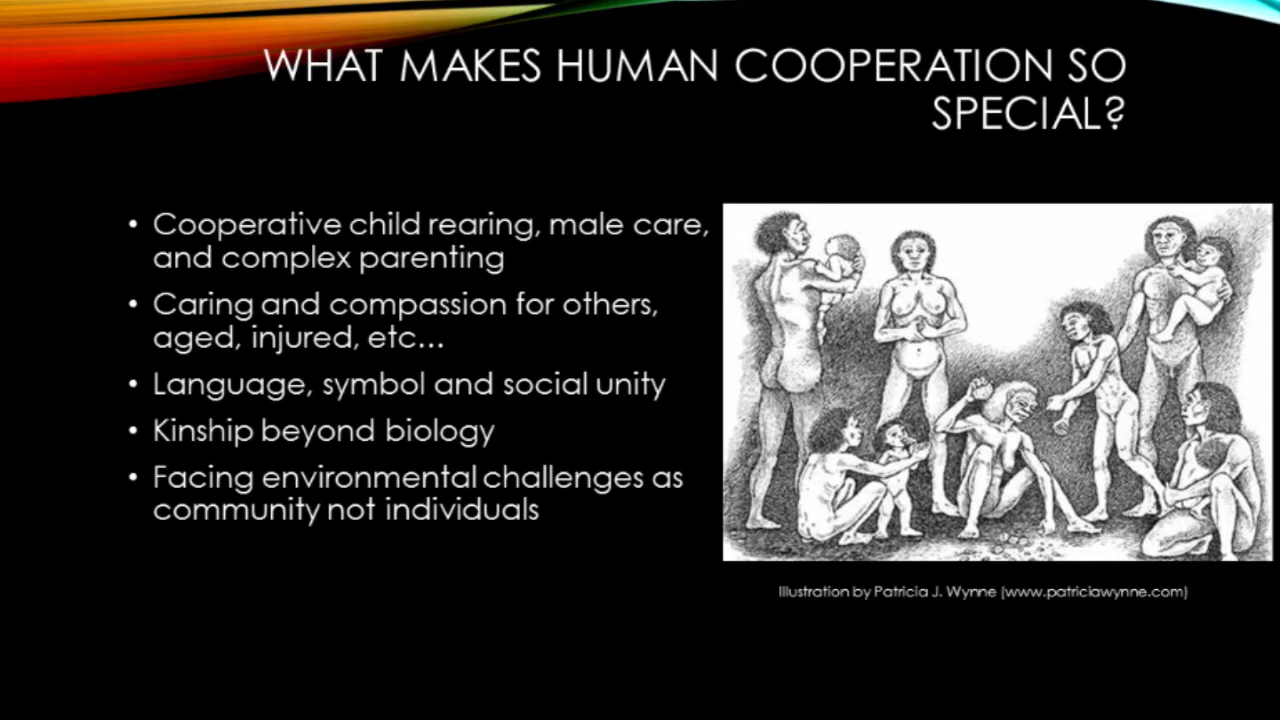 WHAT MAKES HUMAN COOPERATION SO
SPECIAL?
• Cooperative child rearing, male care,
and complex parenting
• Caring and compassion for others,
aged, injured, etc…
• Language, symbol and social unity
• Kinship beyond biology
• Facing environmental challenges as
community not individuals
Illustration by Patricia J. Wynne (www.patriciawynne.com)